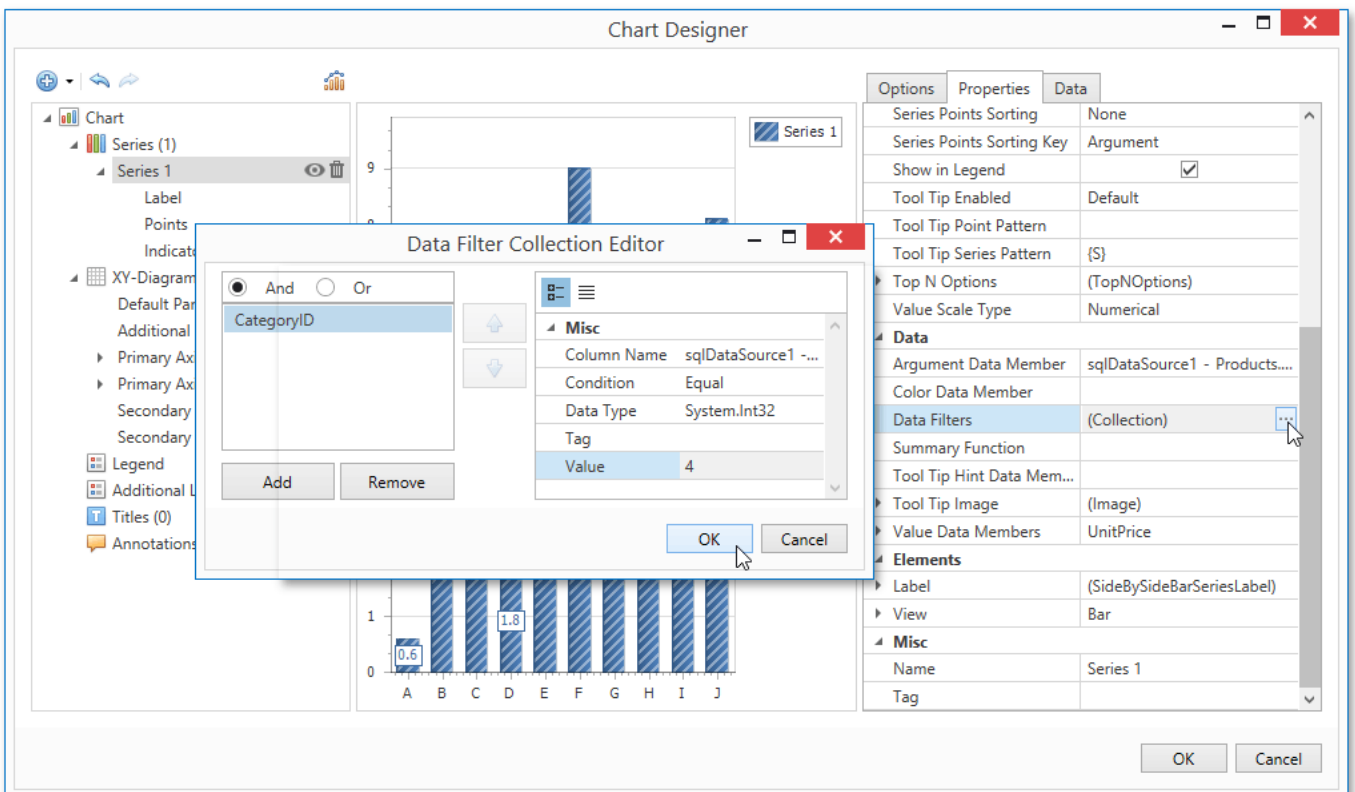 Chart Designer
Chart
Series (1)
Series 1
Label
Points
Indicat
XY-Diagram
Default Par
Additional
Primary Ax
Primary Ax
Secondary
Secondary
Legend
Additional L
Titles (0)
Annotations
9
1
0
0.6
1.8
A B C D E F G H I J
Series 1
Data Filter Collection Editor
And Or
CategoryID
Add Remove
Misc
Column Name sqlDataSource1 -...
Condition Equal
Data Type System.Int32
Tag
Value 4
OK Cancel
Options Properties Data
Series Points Sorting None
Series Points Sorting Key Argument
Show in Legend
Tool Tip Enabled Default
Tool Tip Point Pattern
Tool Tip Series Pattern {S}
Top N Options (TopNOptions)
Value Scale Type Numerical
Data
Argument Data Member sqlDataSource1 - Products....
Color Data Member
Data Filters (Collection) ...
Summary Function
Tool Tip Hint Data Mem...
Tool Tip Image (Image)
Value Data Members UnitPrice
Elements
Label (SideBySideBarSeriesLabel)
View Bar
Misc
Name Series 1
Tag
OK Cancel